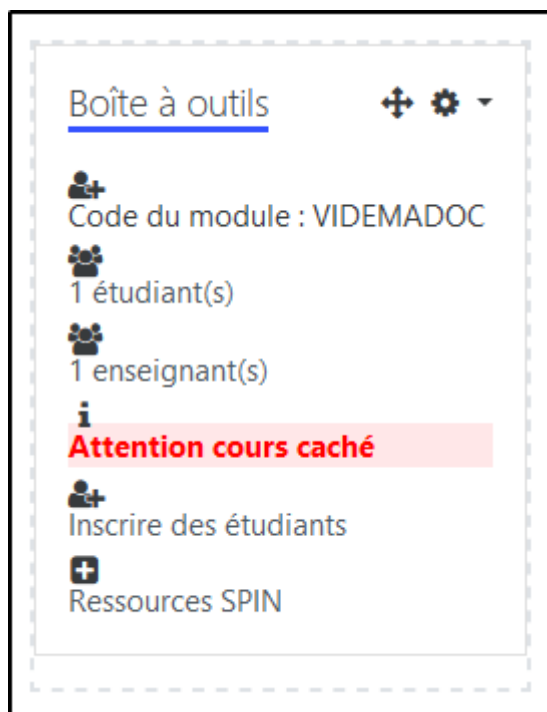 Boîte à outils
Code du module : VIDEMADOC
1 étudiant(s)
1 enseignant(s)
Attention cours caché
Inscrire des étudiants
Ressources SPIN